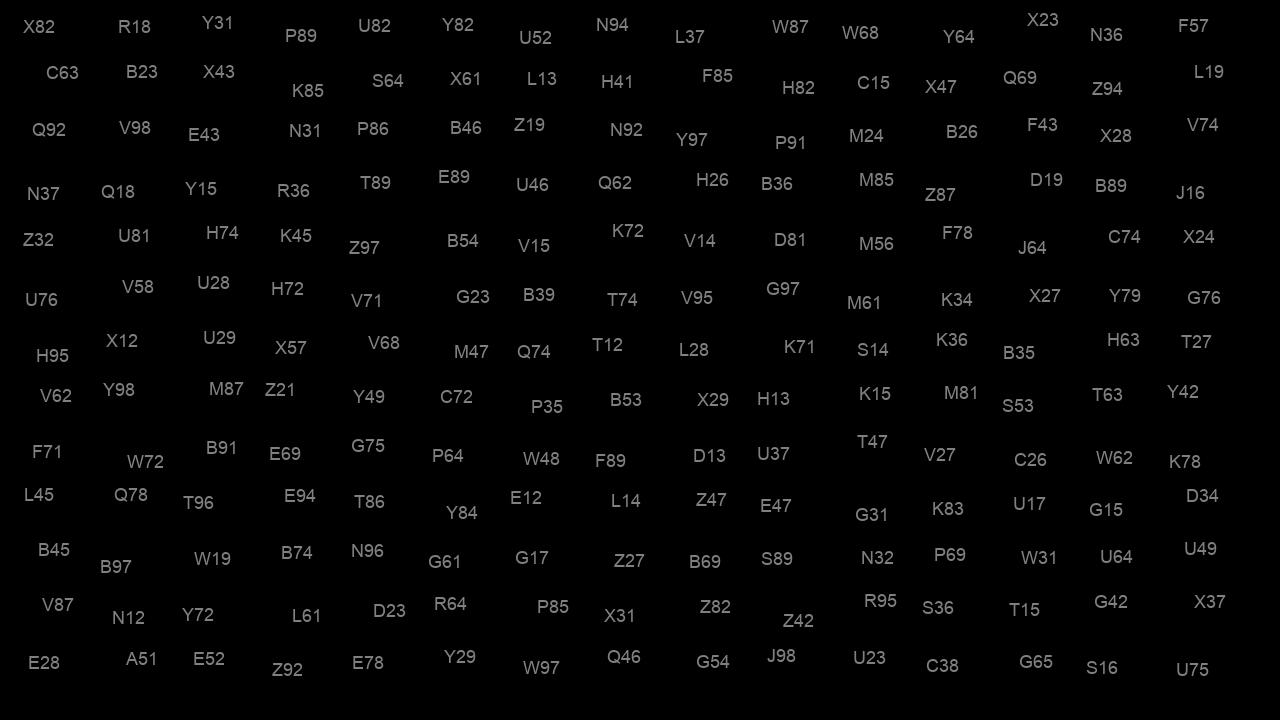 X82 R18 Y31 P89 U82 Y82 U52 N94 L37 W87 W68 Y64 X23 N36 F57
C63 B23 X43 K85 S64 X61 L13 H41 F85 H82 C15 X47 Q69 Z94 L19
Q92 V98 E43 N31 P86 B46 Z19 N92 Y97 P91 M24 B26 F43 X28 V74
N37 Q18 Y15 R36 T89 E89 U46 Q62 H26 B36 M85 Z87 D19 B89 J16
Z32 U81 H74 K45 Z97 B54 V15 K72 V14 D81 M56 F78 J64 C74 X24
U76 V58 U28 H72 V71 G23 B39 T74 V95 G97 M61 K34 X27 Y79 G76
H95 X12 U29 X57 V68 M47 Q74 T12 L28 K71 S14 K36 B35 H63 T27
V62 Y98 M87 Z21 Y49 C72 P35 B53 X29 H13 K15 M81 S53 T63 Y42
F71 W72 B91 E69 G75 P64 W48 F89 D13 U37 T47 V27 C26 W62 K78
L45 Q78 T96 E94 T86 Y84 E12 L14 Z47 E47 G31 K83 U17 G15 D34
B45 B97 W19 B74 N96 G61 G17 Z27 B69 S89 N32 P69 W31 U64 U49
V87 N12 Y72 L61 D23 R64 P85 X31 Z82 Z42 R95 S36 T15 G42 X37
E28 A51 E52 Z92 E78 Y29 W97 Q46 G54 J98 U23 C38 G65 S16 U75